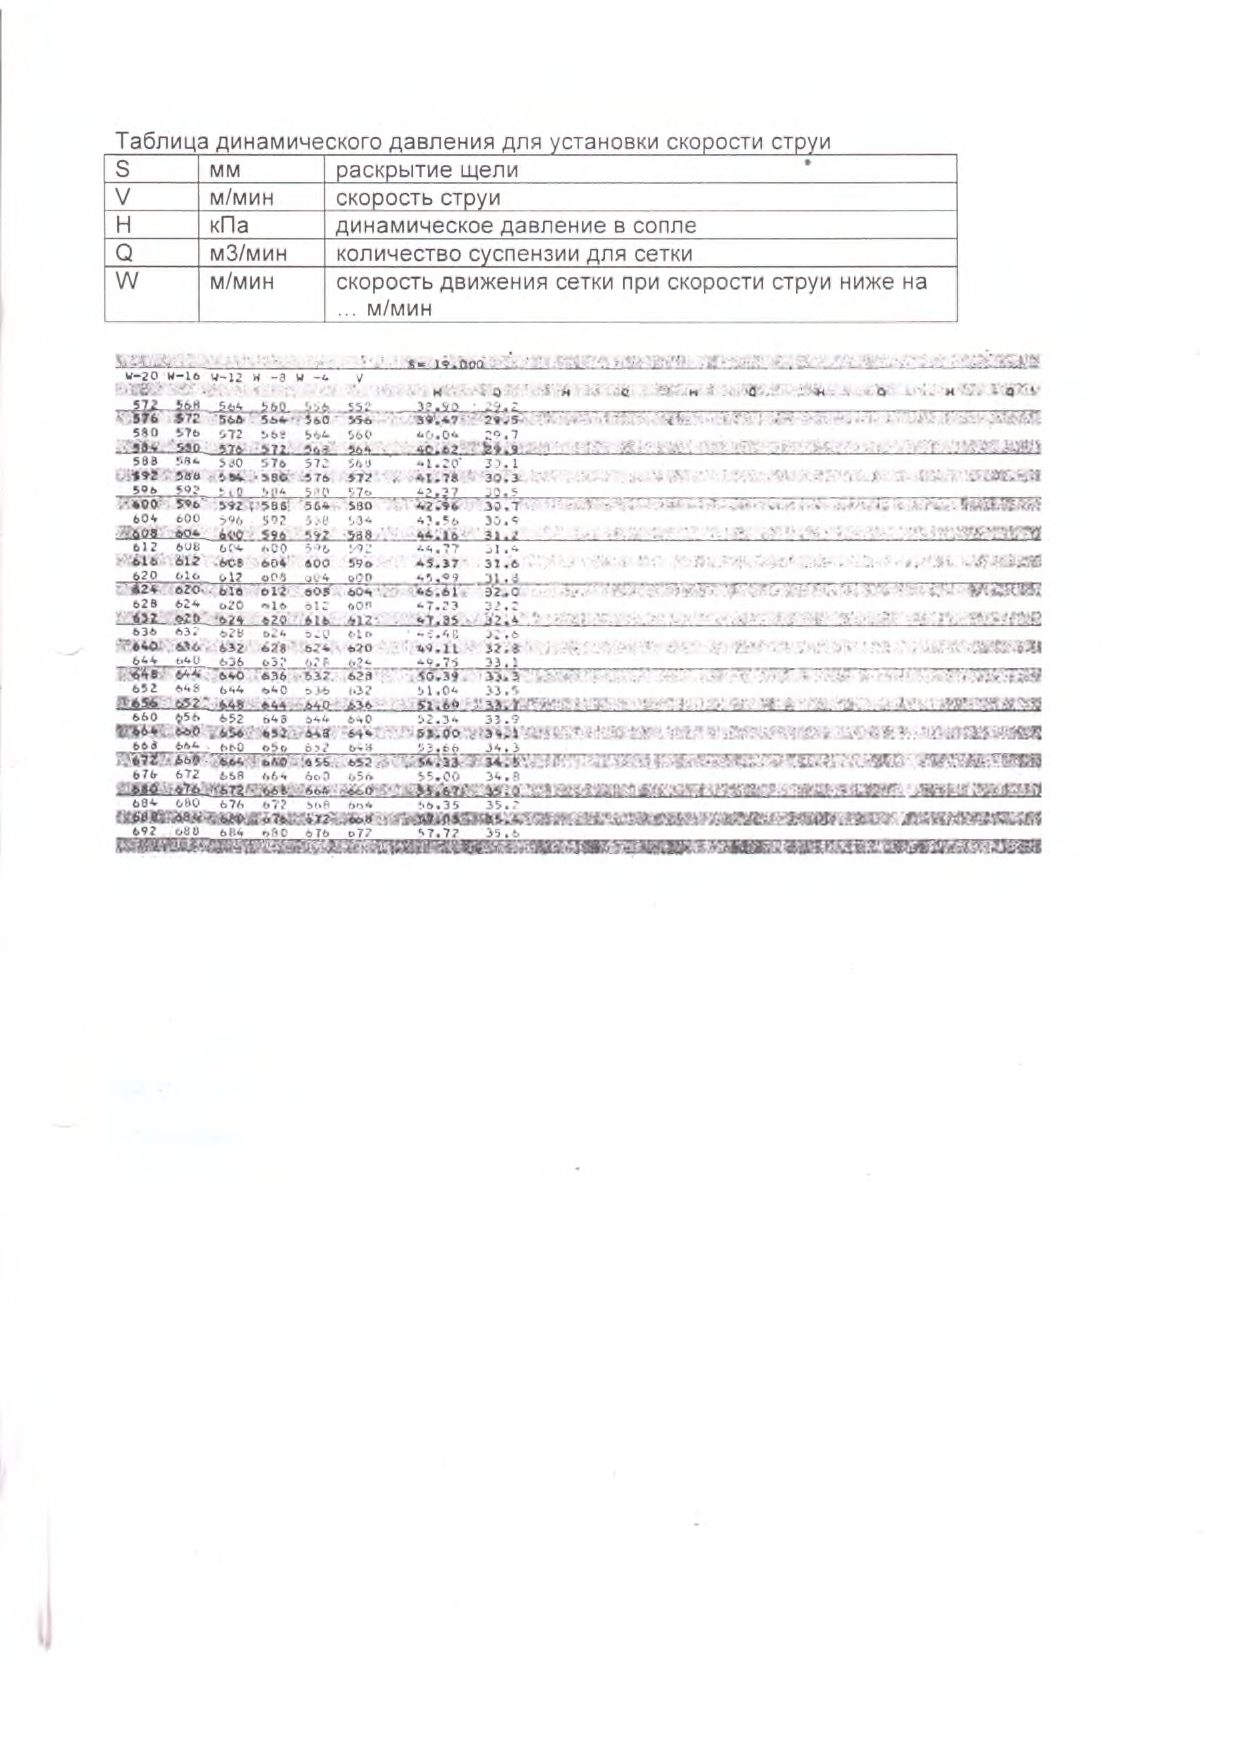 Таблица динамического давления для установки скорости струи
S мм раскрытие щели
V м/мин скорость струи
H кПа динамическое давление в сопле
Q м3/мин количество суспензии для сетки
W м/мин скорость движения сетки при скорости струи ниже на
... м/мин
S= 19.000
W-20 W-16 W-12 W -8 W -4 V
H Q H Q H Q H Q H Q
572 568 564 560 556 552 38.90 29.2
576 572 568 564 560 556 39.47 29.5
580 576 572 568 564 560 40.04 29.7
584 580 576 572 568 564 40.62 29.9
588 584 580 576 572 568 41.20 30.1
592 588 584 580 576 572 41.78 30.3
596 592 584 576 42.37 30.5
600 596 592 588 584 580 42.96 30.7
604 600 596 592 588 584 43.56 30.9
608 604 600 596 592 588 44.16 31.2
612 608 604 600 596 592 44.77 31.4
616 612 608 604 600 596 45.37 31.6
620 616 612 608 604 600 45.99 31.8
624 620 616 612 608 604 46.61 32.0
628 624 620 616 612 608 47.23 32.2
632 628 624 620 616 612 47.85 32.4
636 632 628 624 620 616 48.48 32.6
640 636 632 628 624 620 49.11 32.8
644 640 636 632 628 624 49.75 33.1
648 644 640 636 632 628 50.39 33.3
652 648 644 640 636 632 51.04 33.5
656 652 648 644 640 636 51.69 33.7
660 656 652 648 644 640 52.34 33.9
664 660 656 652 648 644 53.00 34.1
668 664 660 656 652 648 53.66 34.3
672 668 664 660 656 652 54.33 34.5
676 672 668 664 660 656 55.00 34.8
680 676 672 668 664 660 55.67 35.0
684 680 676 672 668 664 56.35 35.2
688 684 680 676 672 668 35.4
692 688 684 680 676 672 57.72 35.6